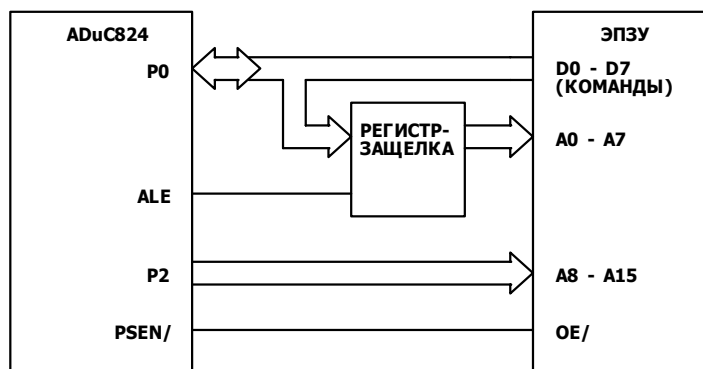 ADuC824
ЭПЗУ
P0
D0 - D7
(КОМАНДЫ)
РЕГИСТР-
ЗАЩЕЛКА
A0 - A7
ALE
P2
A8 - A15
PSEN/
OE/